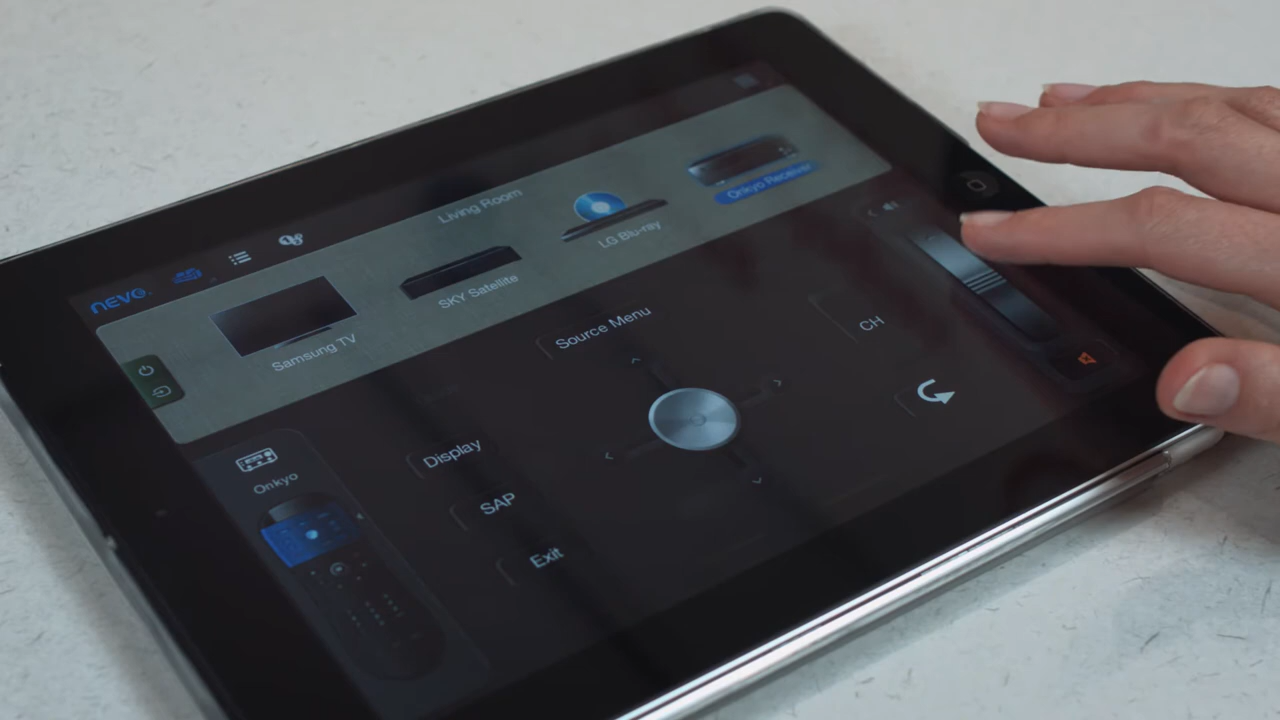 nevo
Living Room
Samsung TV
SKY Satellite
LG Blu-ray
Onkyo Receiver
Onkyo
Source Menu
CH
Display
SAP
Exit